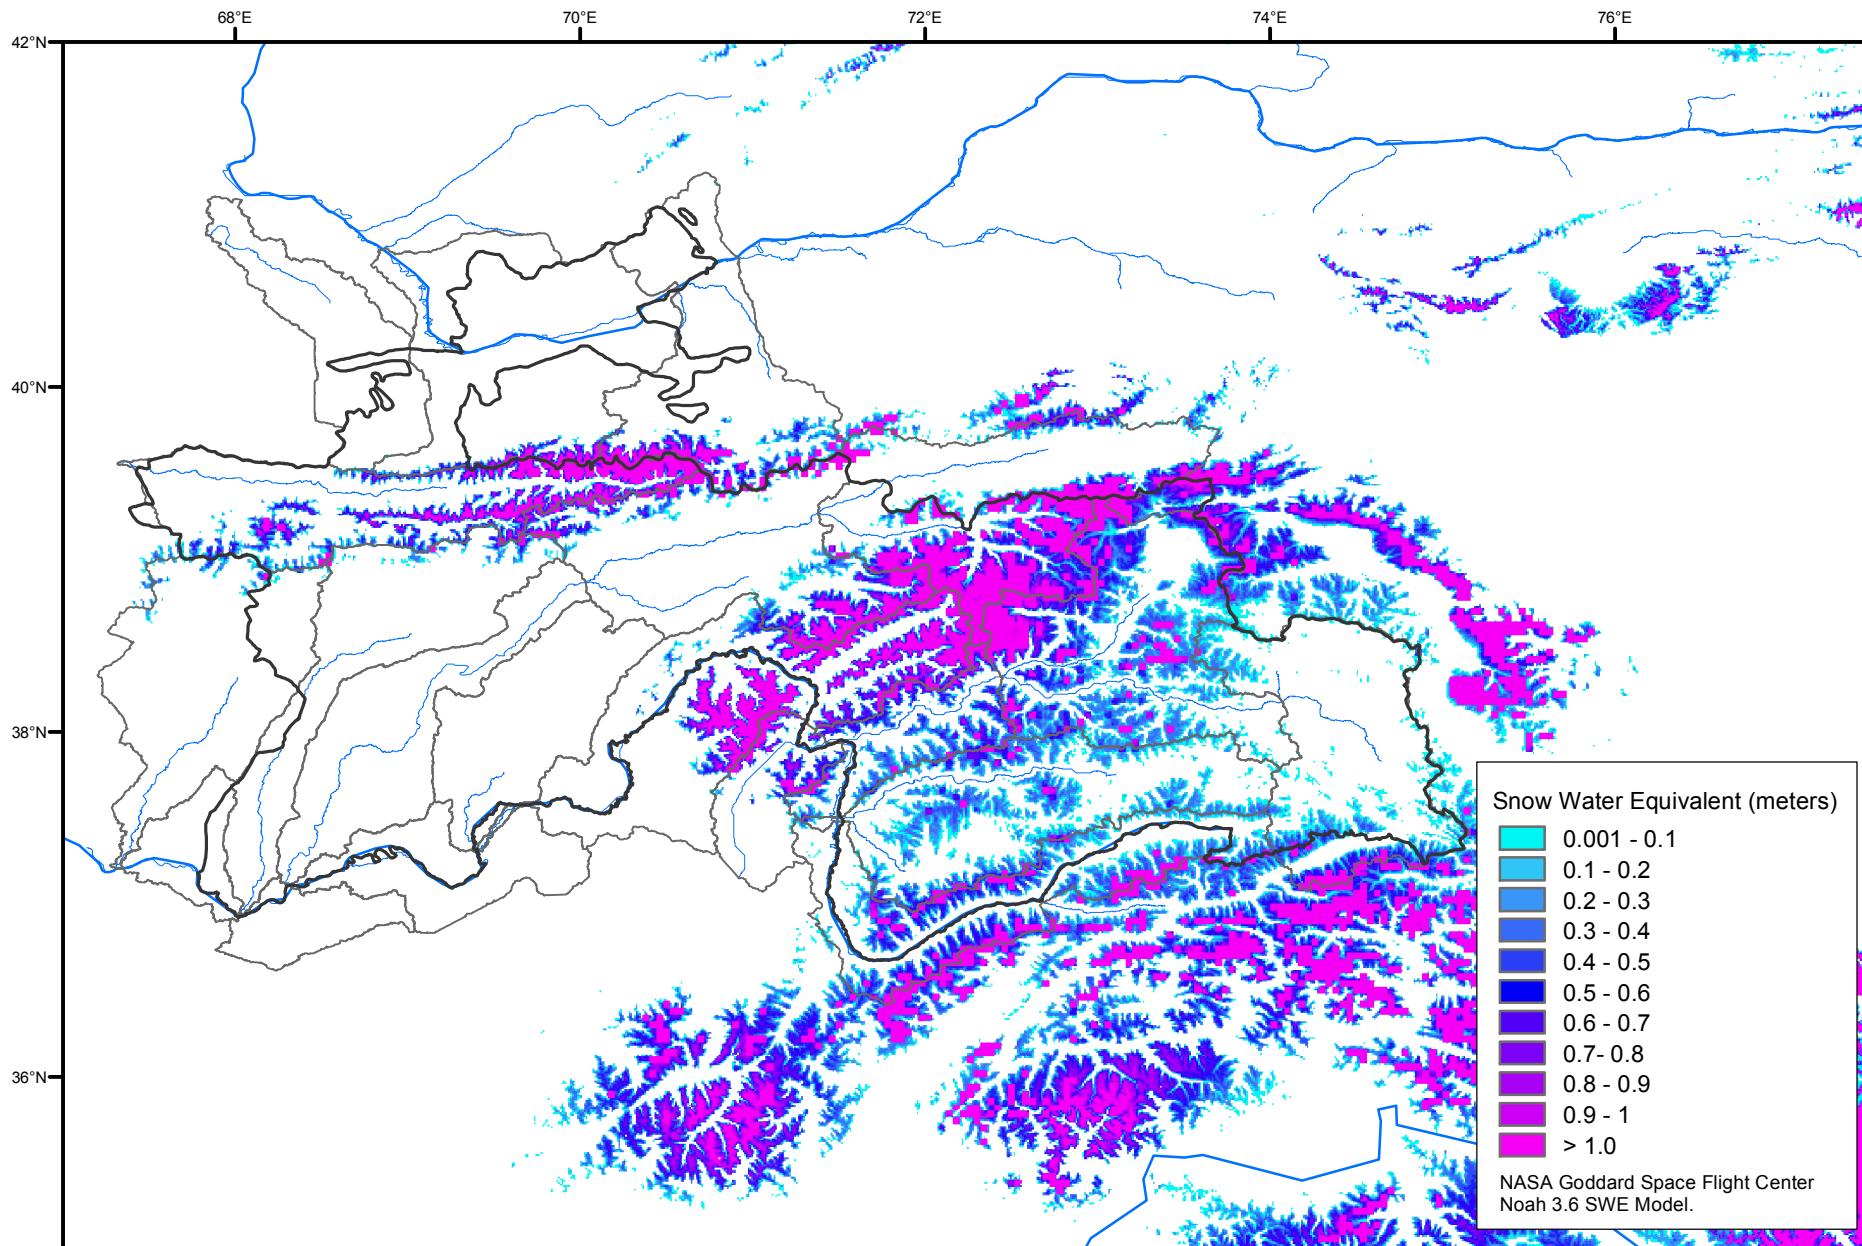 68°E 70°E 72°E 74°E 76°E
42°N
40°N
38°N
36°N
Snow Water Equivalent (meters)
0.001 - 0.1
0.1 - 0.2
0.2 - 0.3
0.3 - 0.4
0.4 - 0.5
0.5 - 0.6
0.6 - 0.7
0.7- 0.8
0.8 - 0.9
0.9 - 1
> 1.0
NASA Goddard Space Flight Center
Noah 3.6 SWE Model.